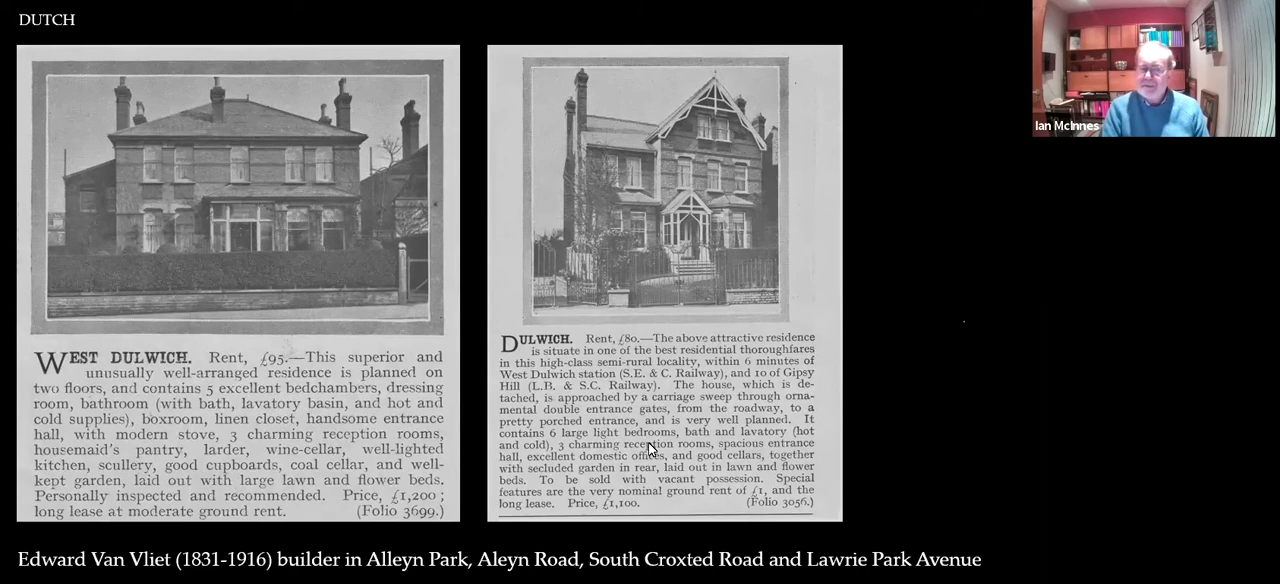 DUTCH
Ian McInnes
WEST DULWICH. Rent, £95.—This superior and
unusually well-arranged residence is planned on
two floors, and contains 5 excellent bedchambers, dressing
room, bathroom (with bath, lavatory basin, and hot and
cold supplies), boxroom, linen closet, handsome entrance
hall, with modern stove, 3 charming reception rooms,
housemaid's pantry, larder, wine-cellar, well-lighted
kitchen, scullery, good cupboards, coal cellar, and well-
kept garden, laid out with large lawn and flower beds.
Personally inspected and recommended. Price, £1,200;
long lease at moderate ground rent. (Folio 3699.)
DULWICH. Rent, £80.—The above attractive residence
is situate in one of the best residential thoroughfares
in this high-class semi-rural locality, within 6 minutes of
West Dulwich station (S.E. & C. Railway), and 10 of Gipsy
Hill (L.B. & S.C. Railway). The house, which is de-
tached, is approached by a carriage sweep through orna-
mental double entrance gates, from the roadway, to a
pretty porched entrance, and is very well planned. It
contains 6 large light bedrooms, bath and lavatory (hot
and cold), 3 charming reception rooms, spacious entrance
hall, excellent domestic offices, and good cellars, together
with secluded garden in rear, laid out in lawn and flower
beds. To be sold with vacant possession. Special
features are the very nominal ground rent of £1, and the
long lease. Price, £1,100. (Folio 3056.)
Edward Van Vliet (1831-1916) builder in Alleyn Park, Aleyn Road, South Croxted Road and Lawrie Park Avenue